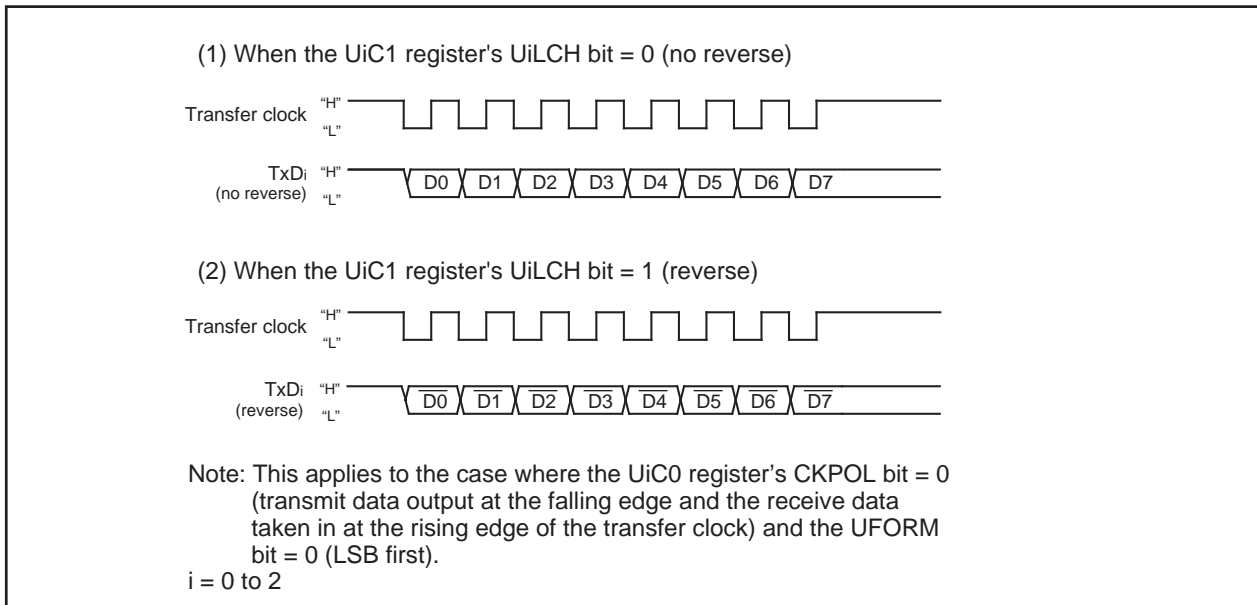 (1) When the UiC1 register's UiLCH bit = 0 (no reverse)
Transfer clock
“H”
“L”
TxDi
(no reverse)
“H”
“L”
D0 D1 D2 D3 D4 D5 D6 D7
(2) When the UiC1 register's UiLCH bit = 1 (reverse)
Transfer clock
“H”
“L”
TxDi
(reverse)
“H”
“L”
D0 D1 D2 D3 D4 D5 D6 D7
Note: This applies to the case where the UiC0 register’s CKPOL bit = 0
(transmit data output at the falling edge and the receive data
taken in at the rising edge of the transfer clock) and the UFORM
bit = 0 (LSB first).
i = 0 to 2